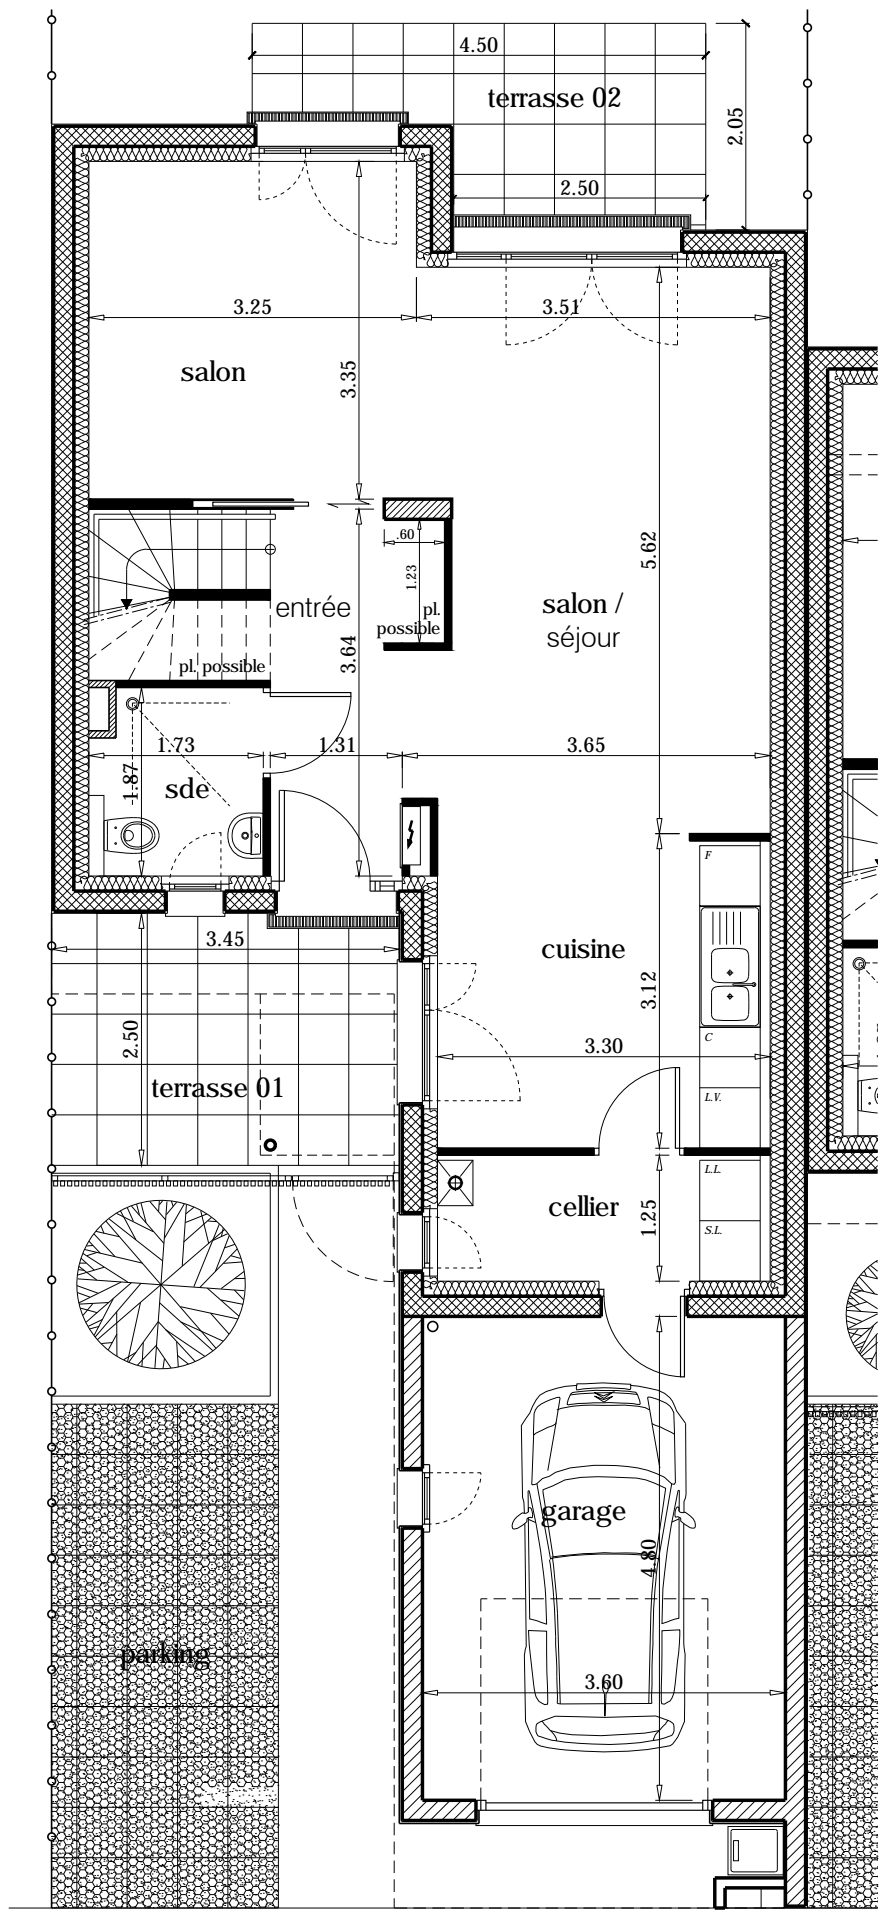 4.50
terrasse 02
2.05
2.50
3.25
3.51
salon
3.35
.60
1.23
5.62
entrée
pl.
possible
salon /
séjour
3.64
pl. possible
1.73
1.31
3.65
1.87
sde
F
3.45
cuisine
3.12
2.50
C
3.30
terrasse 01
L.V.
L.L.
cellier
1.25
S.L.
garage
4.80
parking
3.60